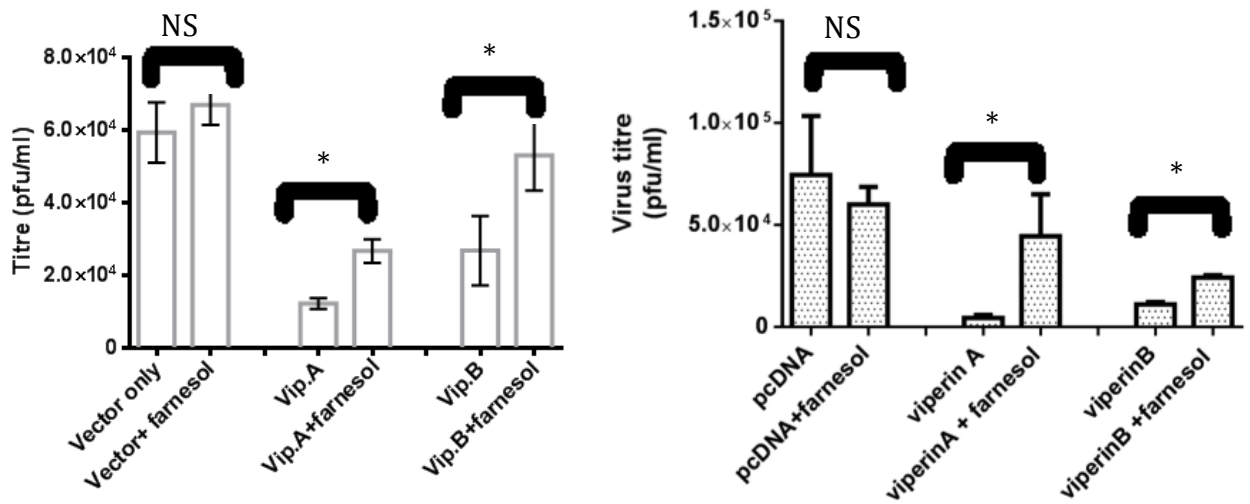 NS
*
*
Titre (pfu/ml)
8.0×10⁴
6.0×10⁴
4.0×10⁴
2.0×10⁴
0
Vector only
Vector+ farnesol
Vip.A
Vip.A+farnesol
Vip.B
Vip.B+farnesol
NS
*
*
Virus titre
(pfu/ml)
1.5×10⁵
1.0×10⁵
5.0×10⁴
0
pcDNA
pcDNA+farnesol
viperin A
viperinA + farnesol
viperinB
viperinB +farnesol